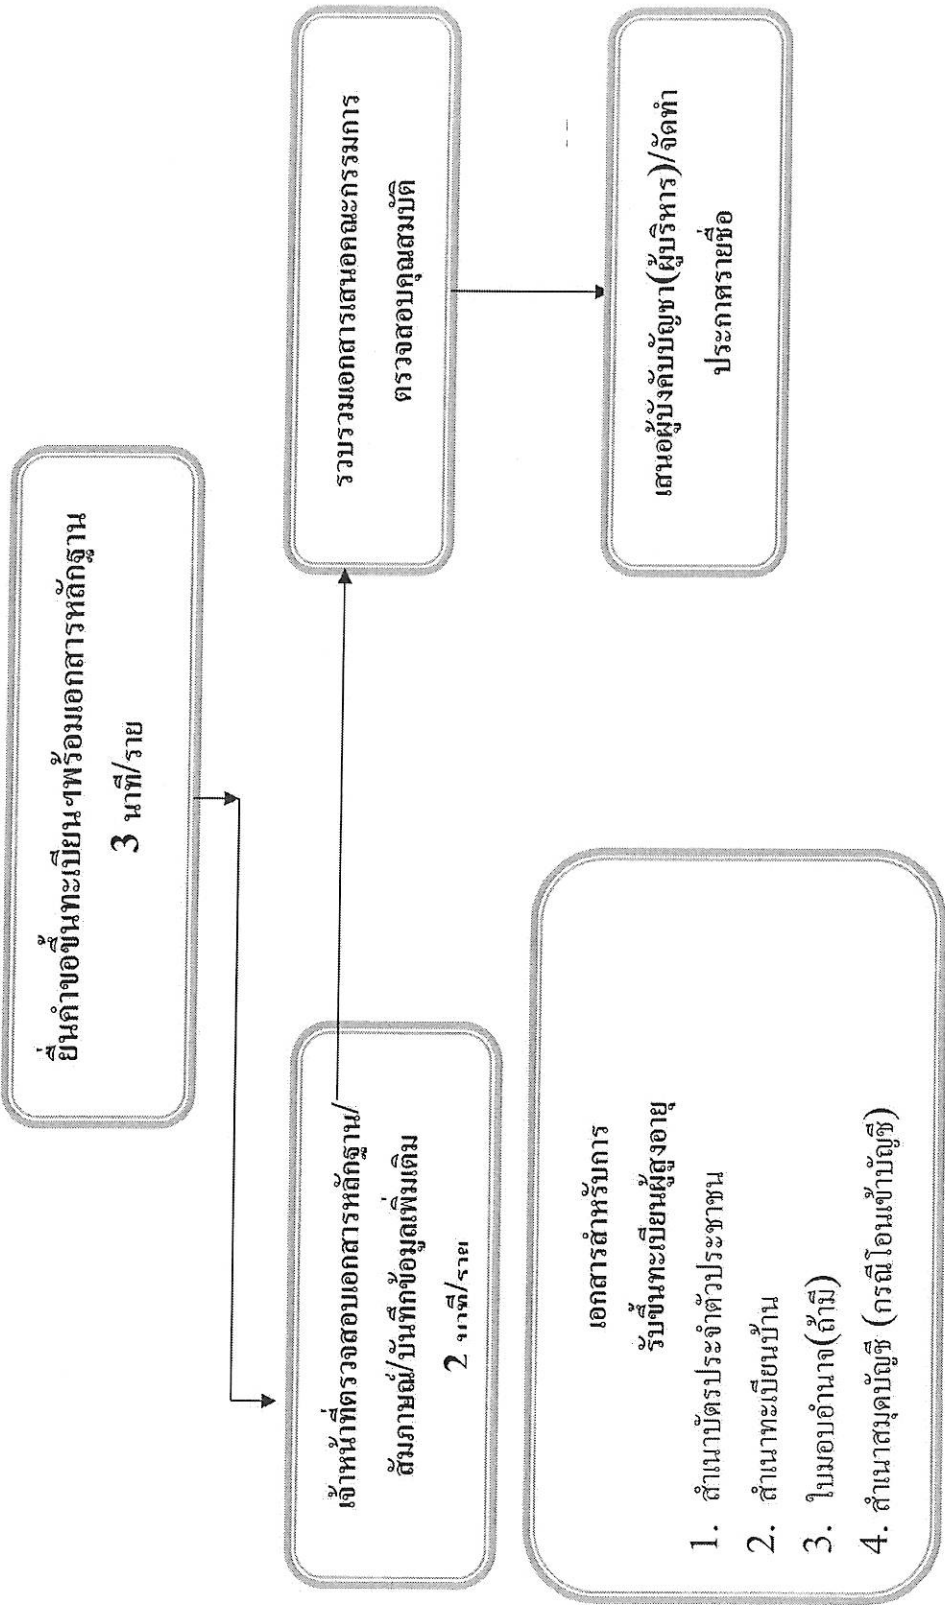 ยื่นคำขอขึ้นทะเบียนฯพร้อมเอกสารหลักฐาน
3 นาที/ราย
เจ้าหน้าที่ตรวจสอบเอกสารหลักฐาน/
สัมภาษณ์/บันทึกข้อมูลเพิ่มเติม
2 นาที/ราย
รวบรวมเอกสารเสนอคณะกรรมการ
ตรวจสอบคุณสมบัติ
เสนอผู้บังคับบัญชา(ผู้บริหาร)/จัดทำ
ประกาศรายชื่อ
เอกสารสำหรับการ
รับขึ้นทะเบียนผู้สูงอายุ
1. สำเนาบัตรประจำตัวประชาชน
2. สำเนาทะเบียนบ้าน
3. ใบมอบอำนาจ(ถ้ามี)
4. สำเนาสมุดบัญชี (กรณีโอนเข้าบัญชี)